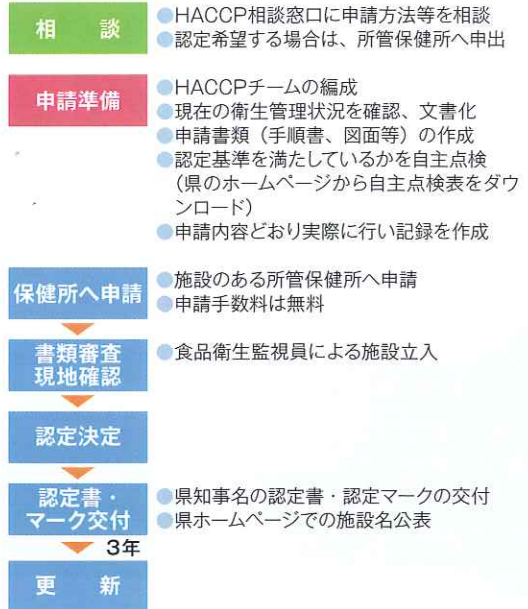 相　談
●HACCP相談窓口に申請方法等を相談
●認定希望する場合は、所管保健所へ申出
申請準備
●HACCPチームの編成
●現在の衛生管理状況を確認、文書化
●申請書類（手順書、図面等）の作成
●認定基準を満たしているかを自主点検
（県のホームページから自主点検表をダウ
ンロード）
●申請内容どおり実際に行い記録を作成
保健所へ申請
●施設のある所管保健所へ申請
●申請手数料は無料
書類審査
現地確認
●食品衛生監視員による施設立入
認定決定
認定書・
マーク交付
●県知事名の認定書・認定マークの交付
●県ホームページでの施設名公表
3年
更　新